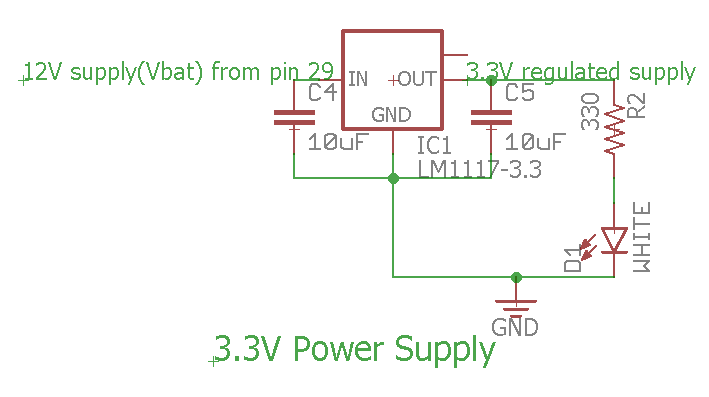 12V supply(Vbat) from pin 29
IN
OUT
3.3V regulated supply
C4
C5
330
R2
GND
10uF
IC1
10uF
LM1117-3.3
D1
WHITE
GND
3.3V Power Supply